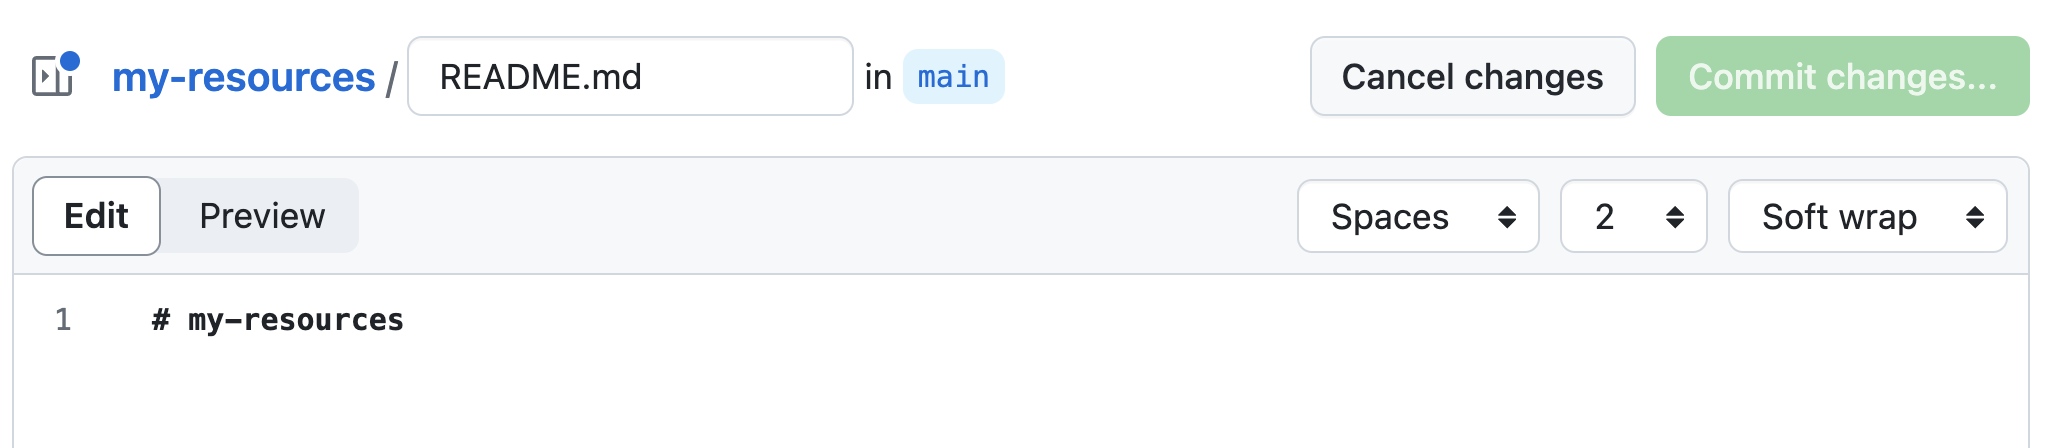 my-resources / README.md in main Cancel changes Commit changes...
Edit Preview Spaces 2 Soft wrap
1 # my-resources